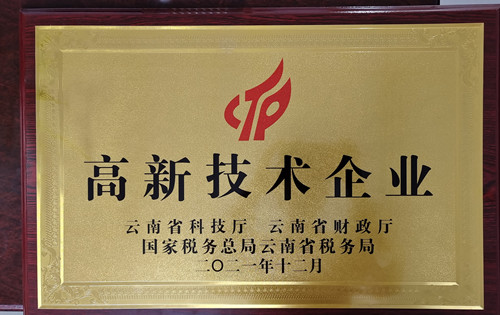 CTP
高新技术企业
云南省科技厅 云南省财政厅
国家税务总局云南省税务局
二〇二一年十二月